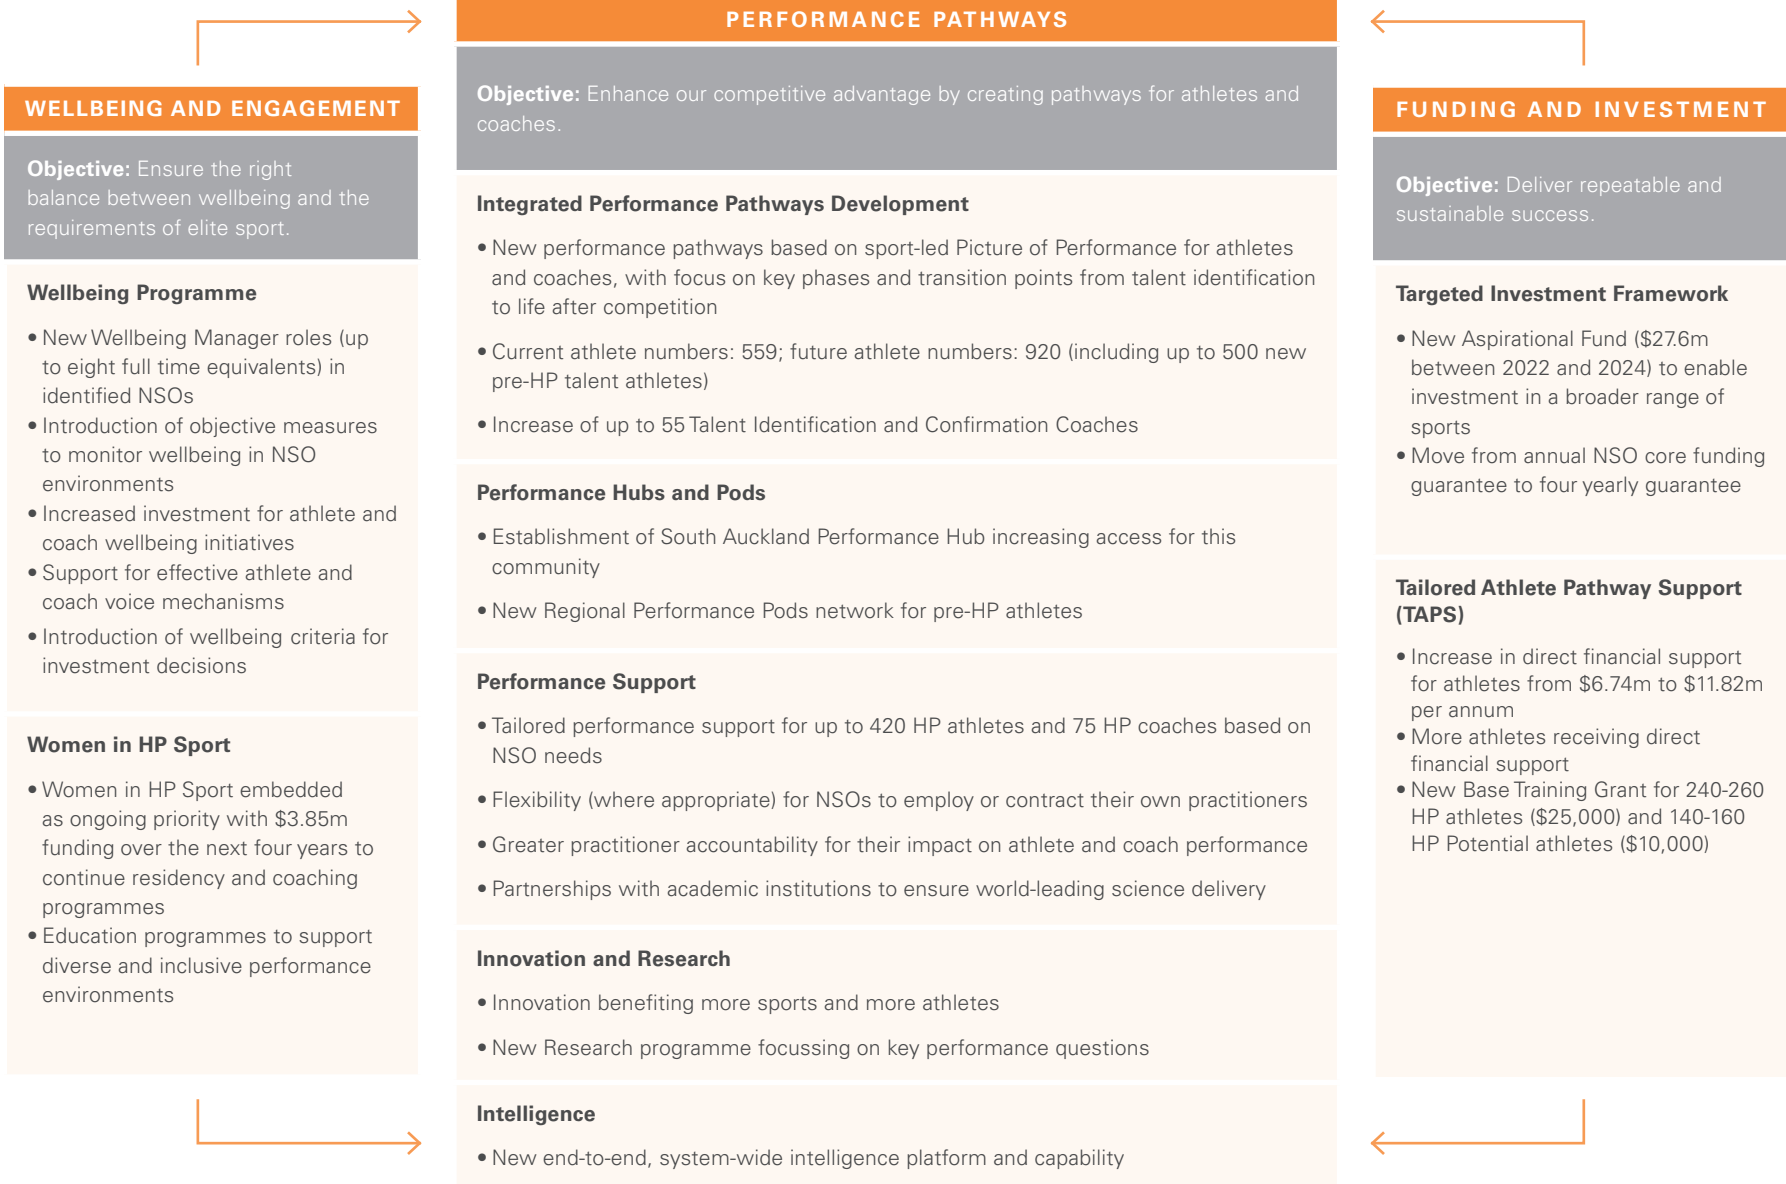 PERFORMANCE PATHWAYS
Objective: Enhance our competitive advantage by creating pathways for athletes and
coaches.
WELLBEING AND ENGAGEMENT
Objective: Ensure the right
balance between wellbeing and the
requirements of elite sport.
Wellbeing Programme
• New Wellbeing Manager roles (up
to eight full time equivalents) in
identified NSOs
• Introduction of objective measures
to monitor wellbeing in NSO
environments
• Increased investment for athlete and
coach wellbeing initiatives
• Support for effective athlete and
coach voice mechanisms
• Introduction of wellbeing criteria for
investment decisions
Women in HP Sport
• Women in HP Sport embedded
as ongoing priority with $3.85m
funding over the next four years to
continue residency and coaching
programmes
• Education programmes to support
diverse and inclusive performance
environments
Integrated Performance Pathways Development
• New performance pathways based on sport-led Picture of Performance for athletes
and coaches, with focus on key phases and transition points from talent identification
to life after competition
• Current athlete numbers: 559; future athlete numbers: 920 (including up to 500 new
pre-HP talent athletes)
• Increase of up to 55 Talent Identification and Confirmation Coaches
Performance Hubs and Pods
• Establishment of South Auckland Performance Hub increasing access for this
community
• New Regional Performance Pods network for pre-HP athletes
Performance Support
• Tailored performance support for up to 420 HP athletes and 75 HP coaches based on
NSO needs
• Flexibility (where appropriate) for NSOs to employ or contract their own practitioners
• Greater practitioner accountability for their impact on athlete and coach performance
• Partnerships with academic institutions to ensure world-leading science delivery
Innovation and Research
• Innovation benefiting more sports and more athletes
• New Research programme focussing on key performance questions
Intelligence
• New end-to-end, system-wide intelligence platform and capability
FUNDING AND INVESTMENT
Objective: Deliver repeatable and
sustainable success.
Targeted Investment Framework
• New Aspirational Fund ($27.6m
between 2022 and 2024) to enable
investment in a broader range of
sports
• Move from annual NSO core funding
guarantee to four yearly guarantee
Tailored Athlete Pathway Support
(TAPS)
• Increase in direct financial support
for athletes from $6.74m to $11.82m
per annum
• More athletes receiving direct
financial support
• New Base Training Grant for 240-260
HP athletes ($25,000) and 140-160
HP Potential athletes ($10,000)